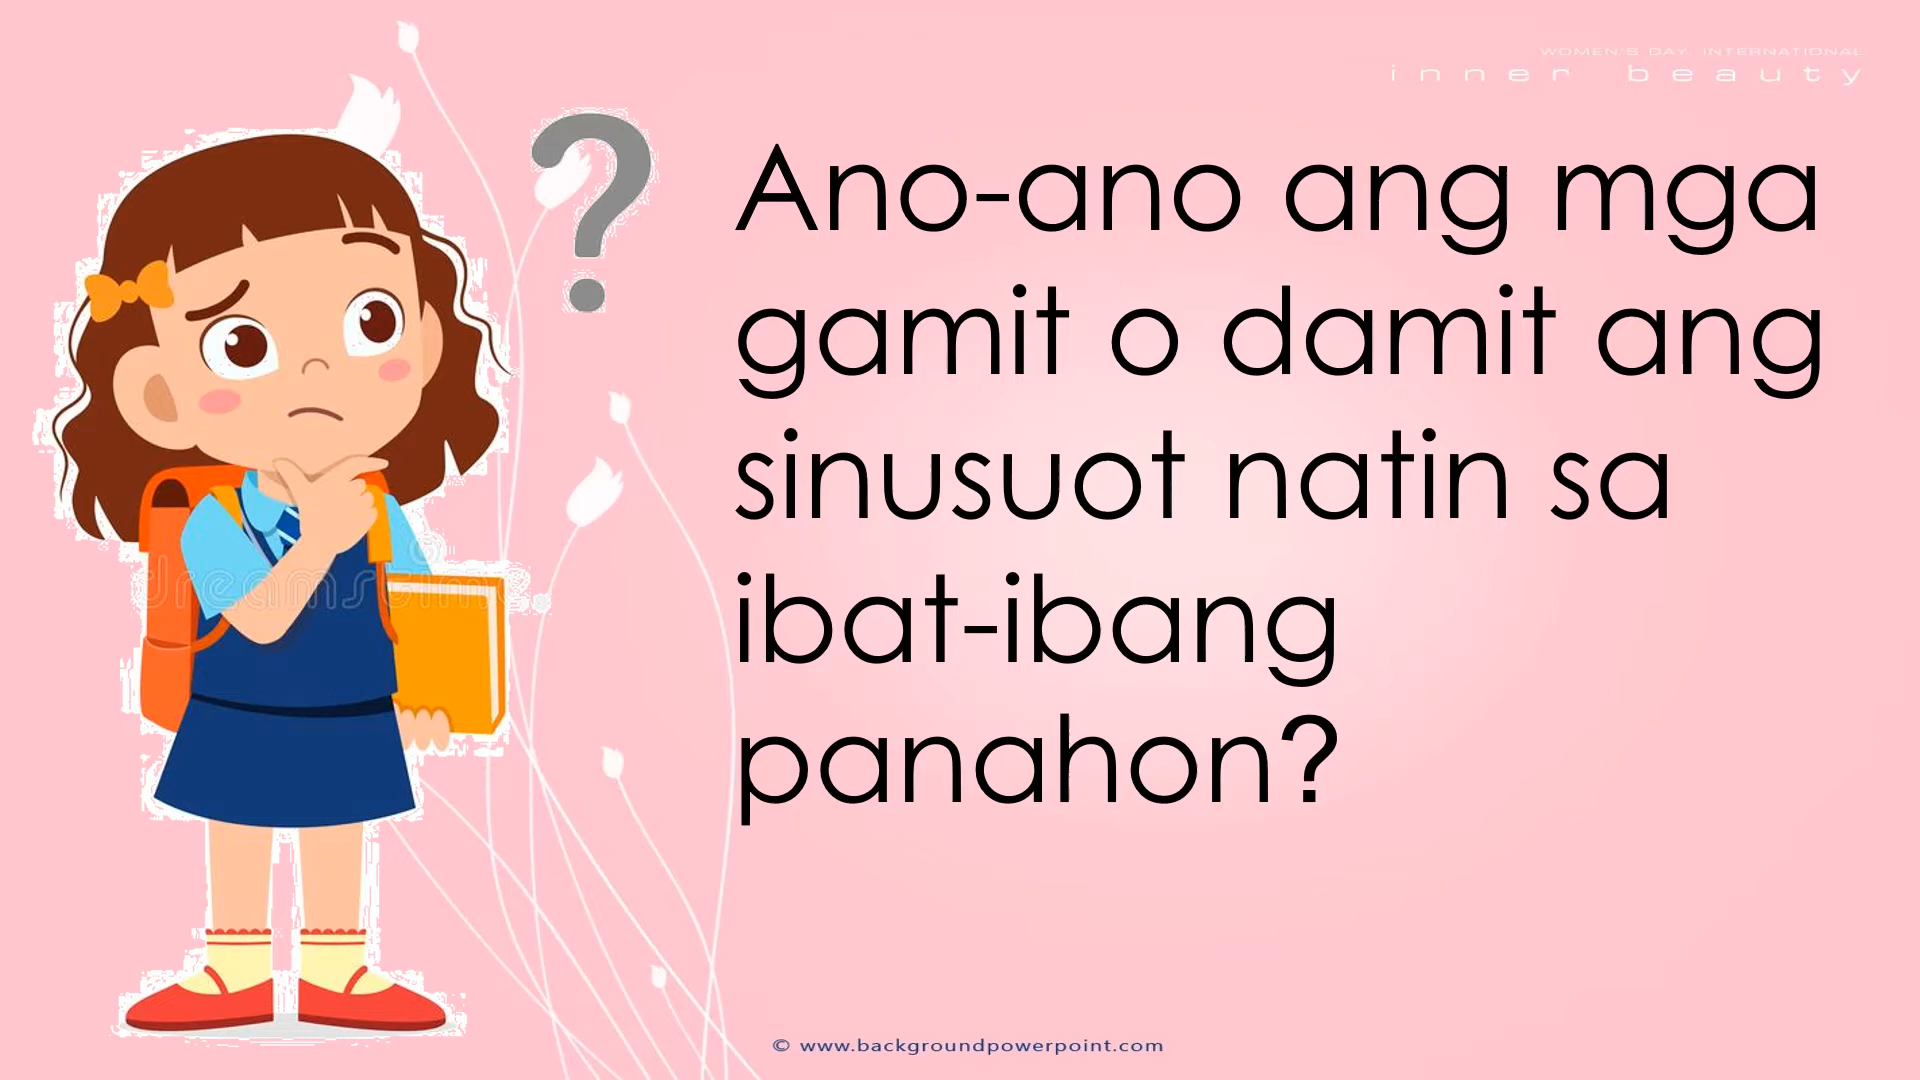 WOMEN'S DAY INTERNATIONAL
inner beauty
?
Ano-ano ang mga
gamit o damit ang
sinusuot natin sa
ibat-ibang
panahon?
dreamstime
© www.backgroundpowerpoint.com